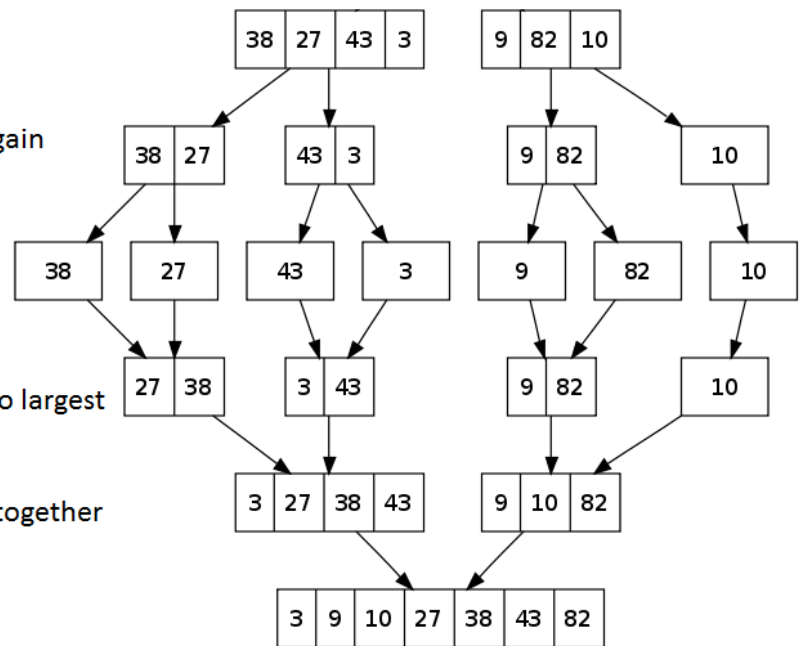 38 27 43 3 9 82 10
gain 38 27 43 3 9 82 10
38 27 43 3 9 82 10
27 38 3 43 9 82 10
o largest
together 3 27 38 43 9 10 82
3 9 10 27 38 43 82